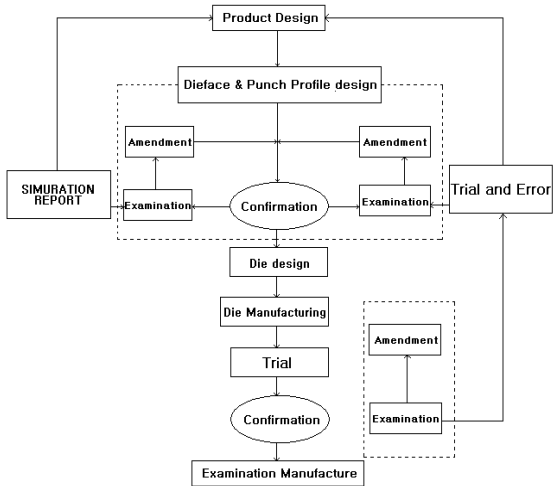 Product Design
Dieface & Punch Profile design
Amendment
Amendment
SIMURATION
REPORT
Examination
Confirmation
Examination
Trial and Error
Die design
Die Manufacturing
Trial
Amendment
Confirmation
Examination
Examination Manufacture